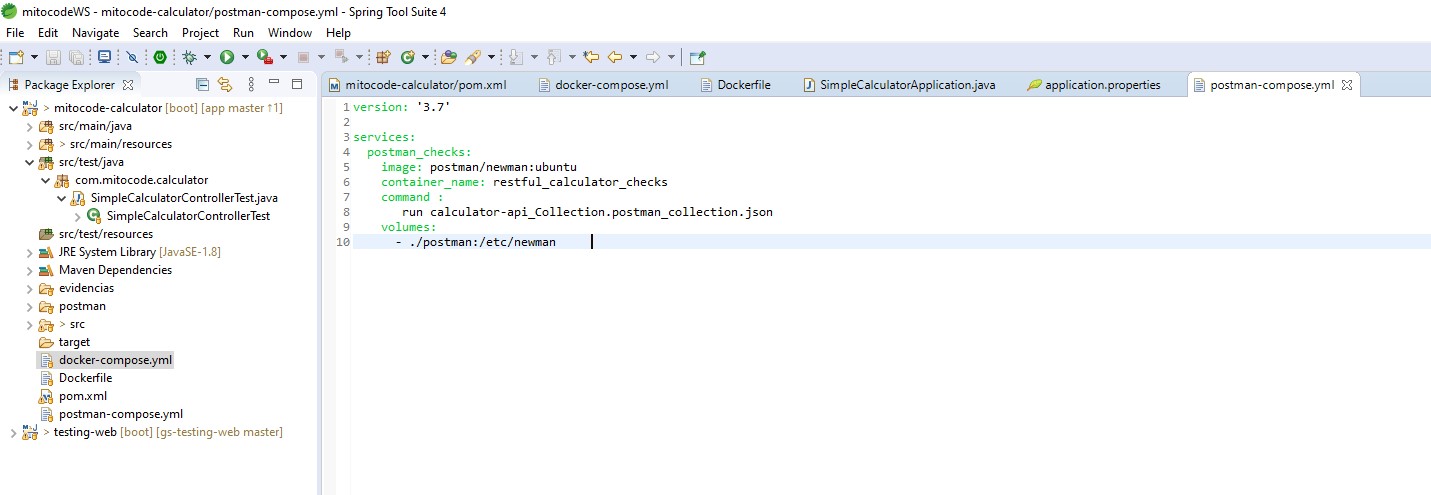 mitocodeWS - mitocode-calculator/postman-compose.yml - Spring Tool Suite 4
File Edit Navigate Search Project Run Window Help
Package Explorer
mitocode-calculator/pom.xml docker-compose.yml Dockerfile SimpleCalculatorApplication.java application.properties postman-compose.yml
> mitocode-calculator [boot] [app master ↑1]
src/main/java
> src/main/resources
src/test/java
com.mitocode.calculator
SimpleCalculatorControllerTest.java
SimpleCalculatorControllerTest
src/test/resources
JRE System Library [JavaSE-1.8]
Maven Dependencies
evidencias
postman
> src
target
docker-compose.yml
Dockerfile
pom.xml
postman-compose.yml
> testing-web [boot] [gs-testing-web master]
1 version: '3.7'
2
3 services:
4   postman_checks:
5     image: postman/newman:ubuntu
6     container_name: restful_calculator_checks
7     command :
8        run calculator-api_Collection.postman_collection.json
9     volumes:
10       - ./postman:/etc/newman